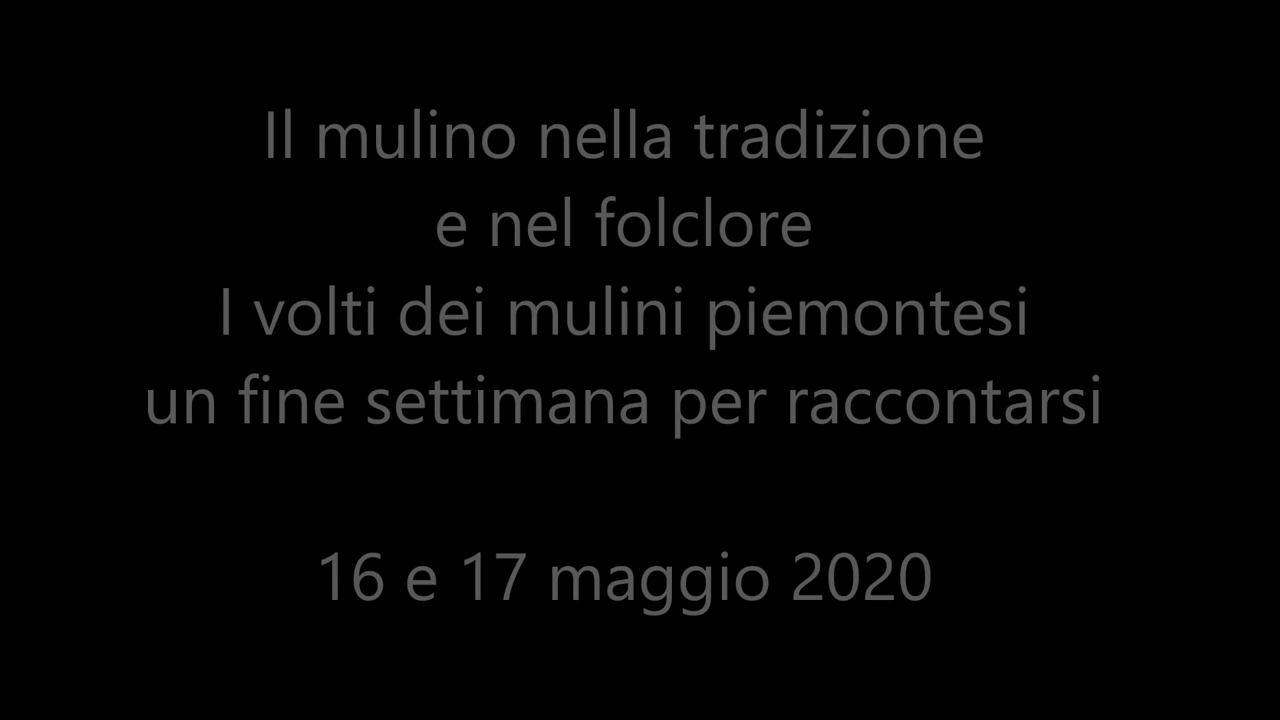 Il mulino nella tradizione
e nel folclore
I volti dei mulini piemontesi
un fine settimana per raccontarsi
16 e 17 maggio 2020